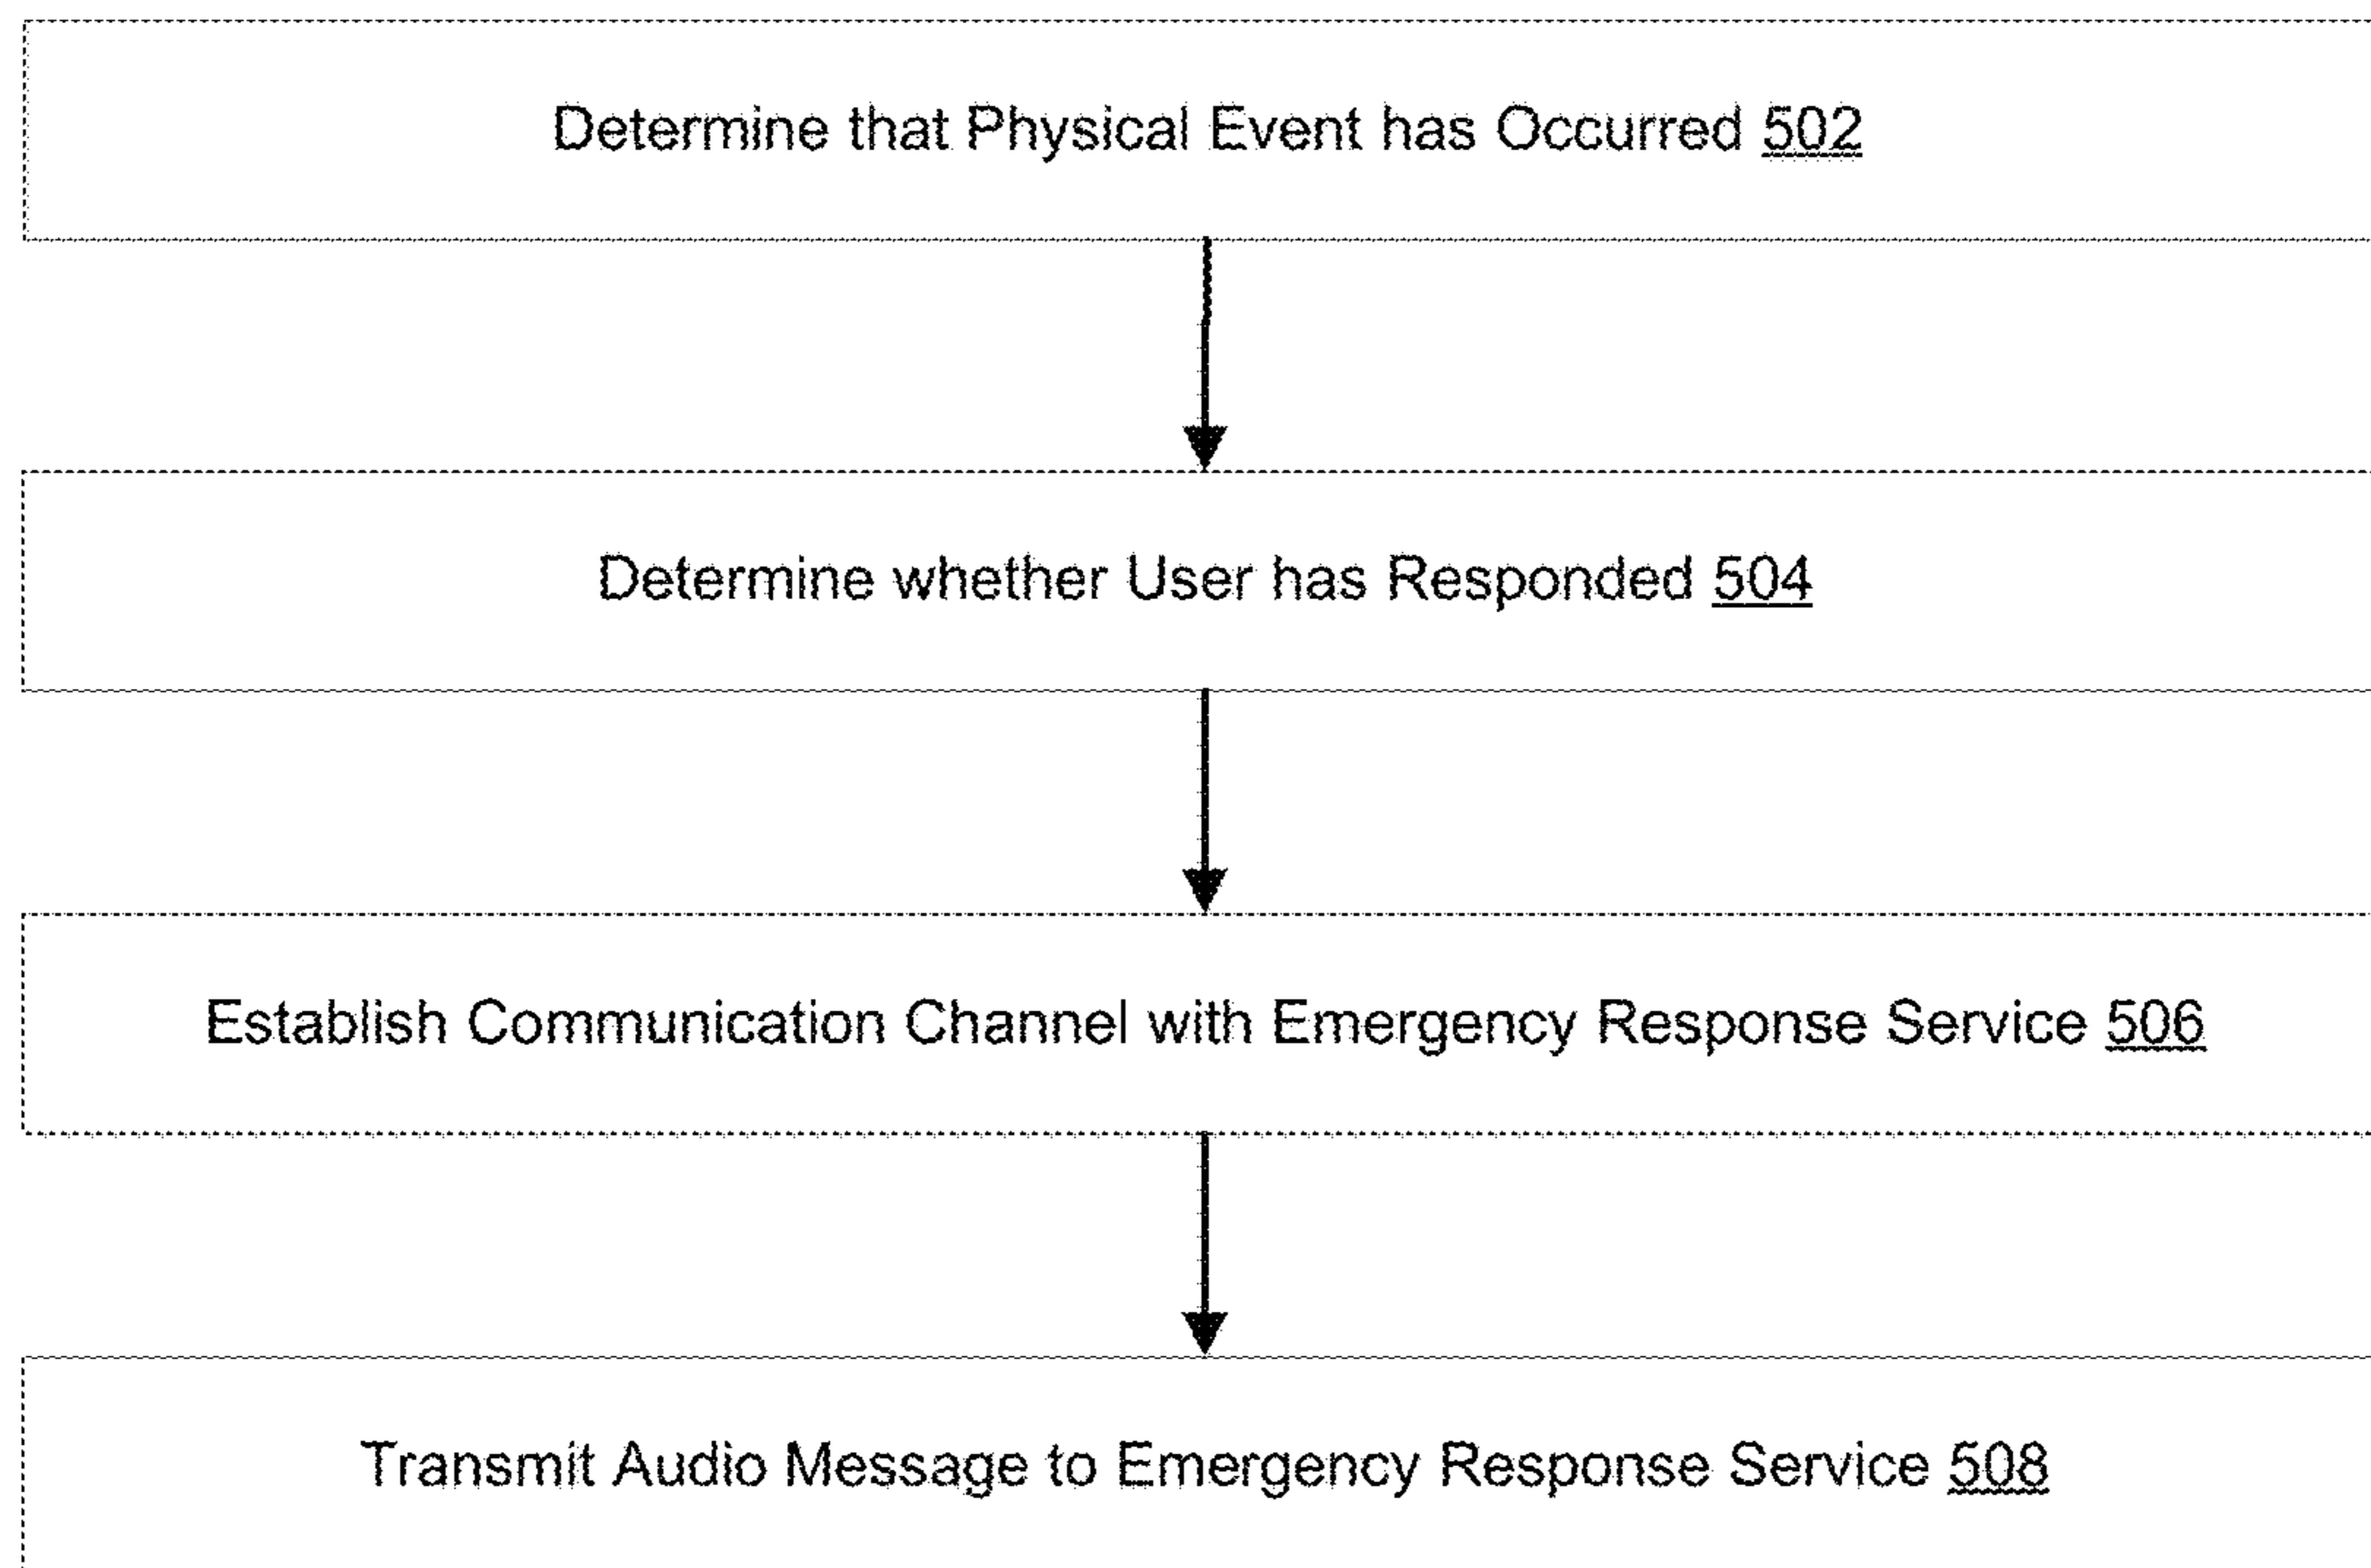 Determine that Physical Event has Occurred 502
Determine whether User has Responded 504
Establish Communication Channel with Emergency Response Service 506
Transmit Audio Message to Emergency Response Service 508